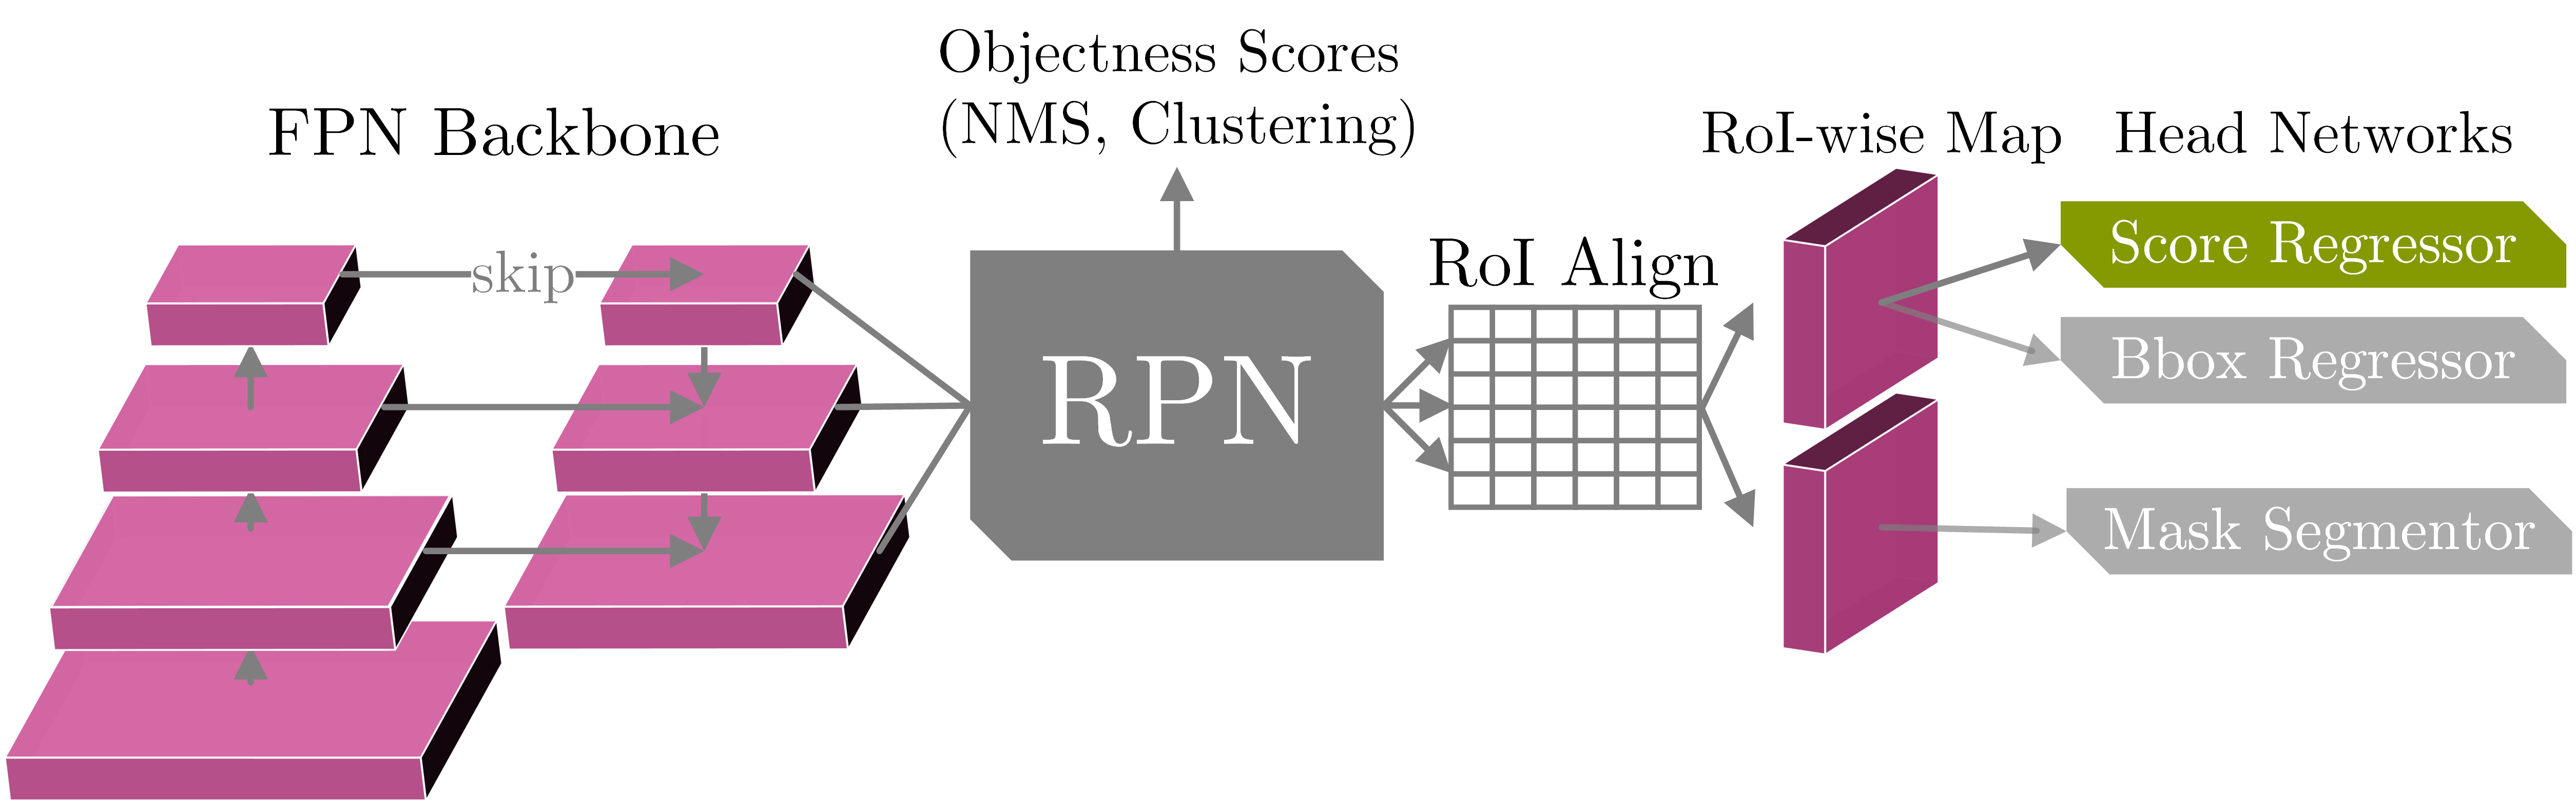 FPN Backbone
skip
Objectness Scores
(NMS, Clustering)
RPN
RoI Align
RoI-wise Map
Head Networks
Score Regressor
Bbox Regressor
Mask Segmentor